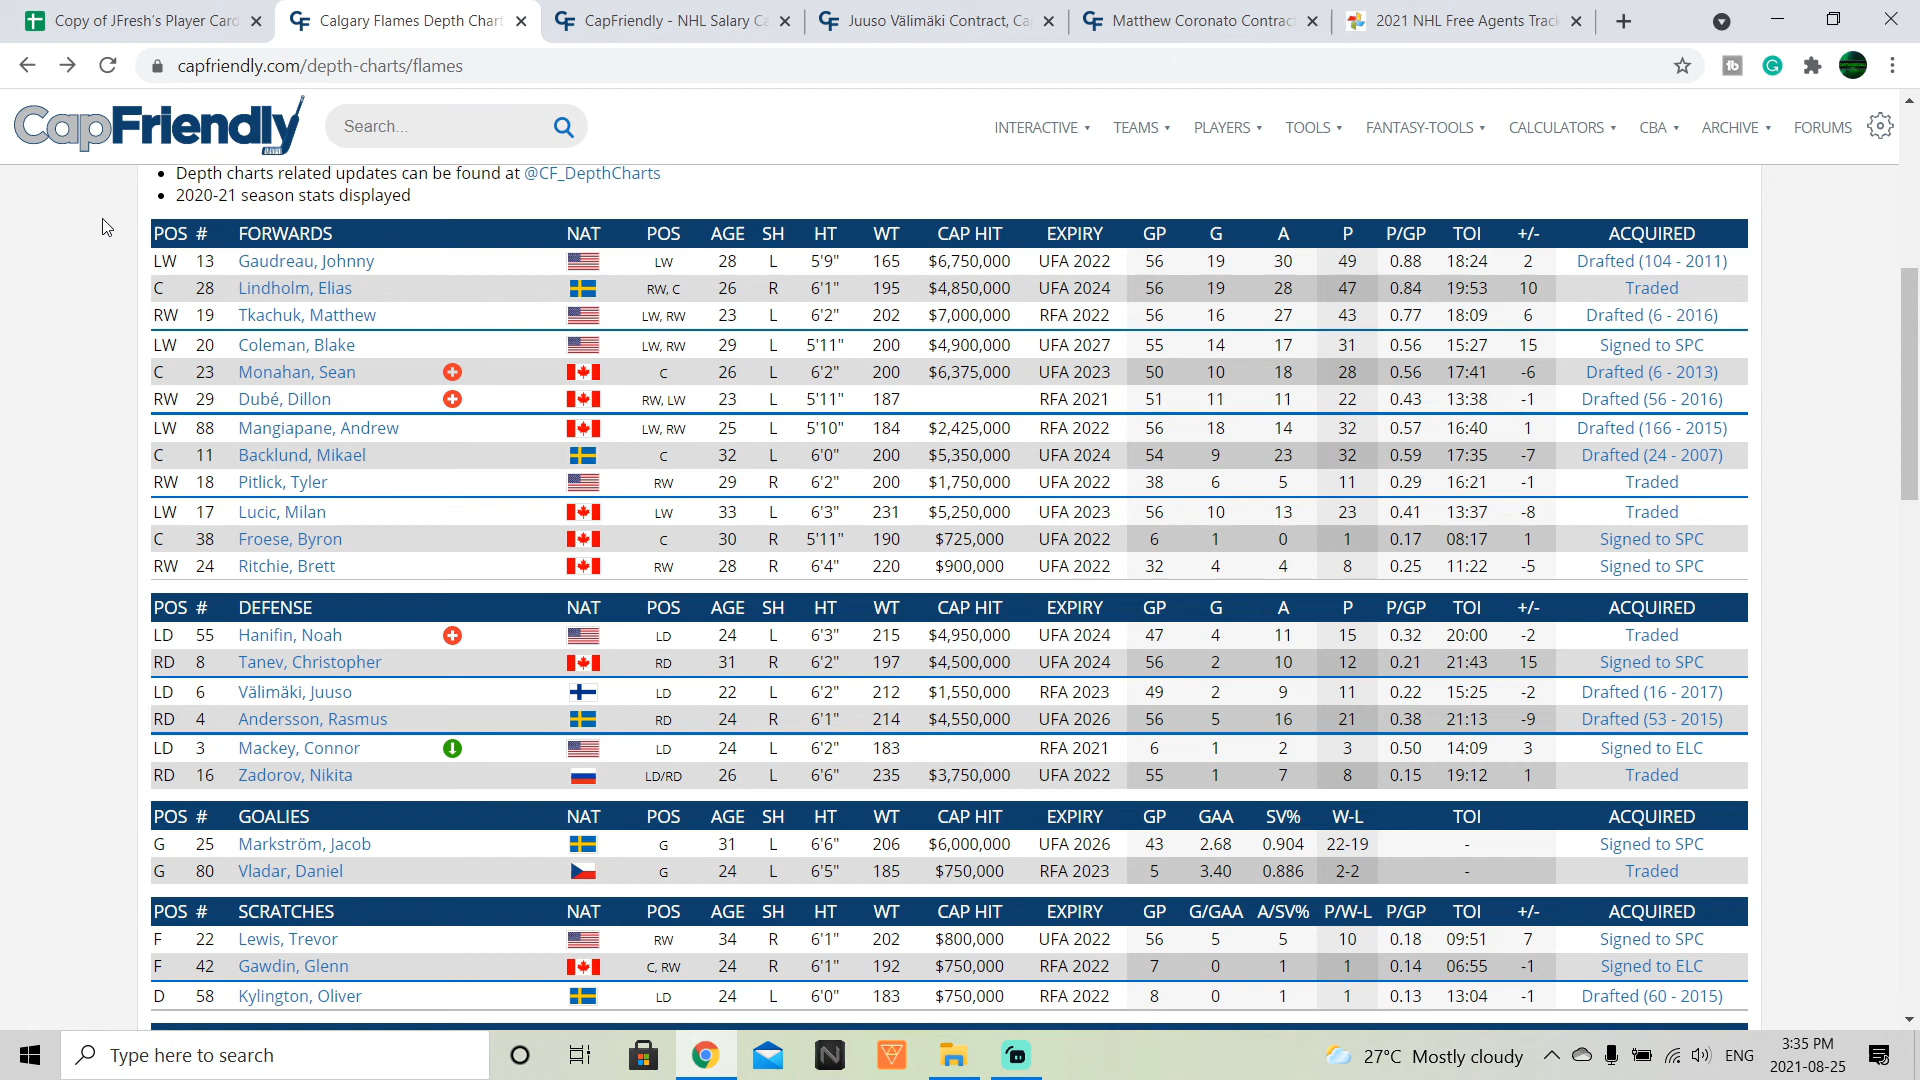 Copy of JFresh's Player Card
Calgary Flames Depth Chart
CapFriendly - NHL Salary Ca
Juuso Välimäki Contract, Ca
Matthew Coronato Contract
2021 NHL Free Agents Track
capfriendly.com/depth-charts/flames
CapFriendly
Search...
INTERACTIVE TEAMS PLAYERS TOOLS FANTASY-TOOLS CALCULATORS CBA ARCHIVE FORUMS
• Depth charts related updates can be found at @CF_DepthCharts
• 2020-21 season stats displayed
POS # FORWARDS NAT POS AGE SH HT WT CAP HIT EXPIRY GP G A P P/GP TOI +/- ACQUIRED
LW 13 Gaudreau, Johnny LW 28 L 5'9" 165 $6,750,000 UFA 2022 56 19 30 49 0.88 18:24 2 Drafted (104 - 2011)
C 28 Lindholm, Elias RW, C 26 R 6'1" 195 $4,850,000 UFA 2024 56 19 28 47 0.84 19:53 10 Traded
RW 19 Tkachuk, Matthew LW, RW 23 L 6'2" 202 $7,000,000 RFA 2022 56 16 27 43 0.77 18:09 6 Drafted (6 - 2016)
LW 20 Coleman, Blake LW, RW 29 L 5'11" 200 $4,900,000 UFA 2027 55 14 17 31 0.56 15:27 15 Signed to SPC
C 23 Monahan, Sean C 26 L 6'2" 200 $6,375,000 UFA 2023 50 10 18 28 0.56 17:41 -6 Drafted (6 - 2013)
RW 29 Dubé, Dillon RW, LW 23 L 5'11" 187 RFA 2021 51 11 11 22 0.43 13:38 -1 Drafted (56 - 2016)
LW 88 Mangiapane, Andrew LW, RW 25 L 5'10" 184 $2,425,000 RFA 2022 56 18 14 32 0.57 16:40 1 Drafted (166 - 2015)
C 11 Backlund, Mikael C 32 L 6'0" 200 $5,350,000 UFA 2024 54 9 23 32 0.59 17:35 -7 Drafted (24 - 2007)
RW 18 Pitlick, Tyler RW 29 R 6'2" 200 $1,750,000 UFA 2022 38 6 5 11 0.29 16:21 -1 Traded
LW 17 Lucic, Milan LW 33 L 6'3" 231 $5,250,000 UFA 2023 56 10 13 23 0.41 13:37 -8 Traded
C 38 Froese, Byron C 30 R 5'11" 190 $725,000 UFA 2022 6 1 0 1 0.17 08:17 1 Signed to SPC
RW 24 Ritchie, Brett RW 28 R 6'4" 220 $900,000 UFA 2022 32 4 4 8 0.25 11:22 -5 Signed to SPC
POS # DEFENSE NAT POS AGE SH HT WT CAP HIT EXPIRY GP G A P P/GP TOI +/- ACQUIRED
LD 55 Hanifin, Noah LD 24 L 6'3" 215 $4,950,000 UFA 2024 47 4 11 15 0.32 20:00 -2 Traded
RD 8 Tanev, Christopher RD 31 R 6'2" 197 $4,500,000 UFA 2024 56 2 10 12 0.21 21:43 15 Signed to SPC
LD 6 Välimäki, Juuso LD 22 L 6'2" 212 $1,550,000 RFA 2023 49 2 9 11 0.22 15:25 -2 Drafted (16 - 2017)
RD 4 Andersson, Rasmus RD 24 R 6'1" 214 $4,550,000 UFA 2026 56 5 16 21 0.38 21:13 -9 Drafted (53 - 2015)
LD 3 Mackey, Connor LD 24 L 6'2" 183 RFA 2021 6 1 2 3 0.50 14:09 3 Signed to ELC
RD 16 Zadorov, Nikita LD/RD 26 L 6'6" 235 $3,750,000 UFA 2022 55 1 7 8 0.15 19:12 1 Traded
POS # GOALIES NAT POS AGE SH HT WT CAP HIT EXPIRY GP GAA SV% W-L TOI ACQUIRED
G 25 Markström, Jacob G 31 L 6'6" 206 $6,000,000 UFA 2026 43 2.68 0.904 22-19 - Signed to SPC
G 80 Vladar, Daniel G 24 L 6'5" 185 $750,000 RFA 2023 5 3.40 0.886 2-2 - Traded
POS # SCRATCHES NAT POS AGE SH HT WT CAP HIT EXPIRY GP G/GAA A/SV% P/W-L P/GP TOI +/- ACQUIRED
F 22 Lewis, Trevor RW 34 R 6'1" 202 $800,000 UFA 2022 56 5 5 10 0.18 09:51 7 Signed to SPC
F 42 Gawdin, Glenn C, RW 24 R 6'1" 192 $750,000 RFA 2022 7 0 1 1 0.14 06:55 -1 Signed to ELC
D 58 Kylington, Oliver LD 24 L 6'0" 183 $750,000 RFA 2022 8 0 1 1 0.13 13:04 -1 Drafted (60 - 2015)
Type here to search
27°C Mostly cloudy
ENG
3:35 PM
2021-08-25